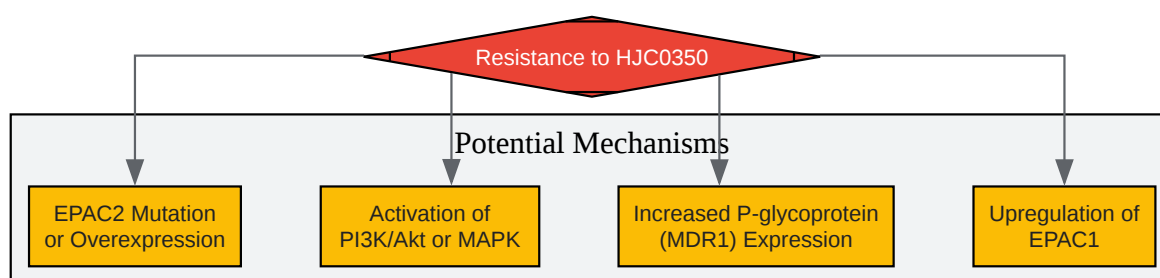 Resistance to HJC0350
Potential Mechanisms
EPAC2 Mutation
or Overexpression
Activation of
PI3K/Akt or MAPK
Increased P-glycoprotein
(MDR1) Expression
Upregulation of
EPAC1